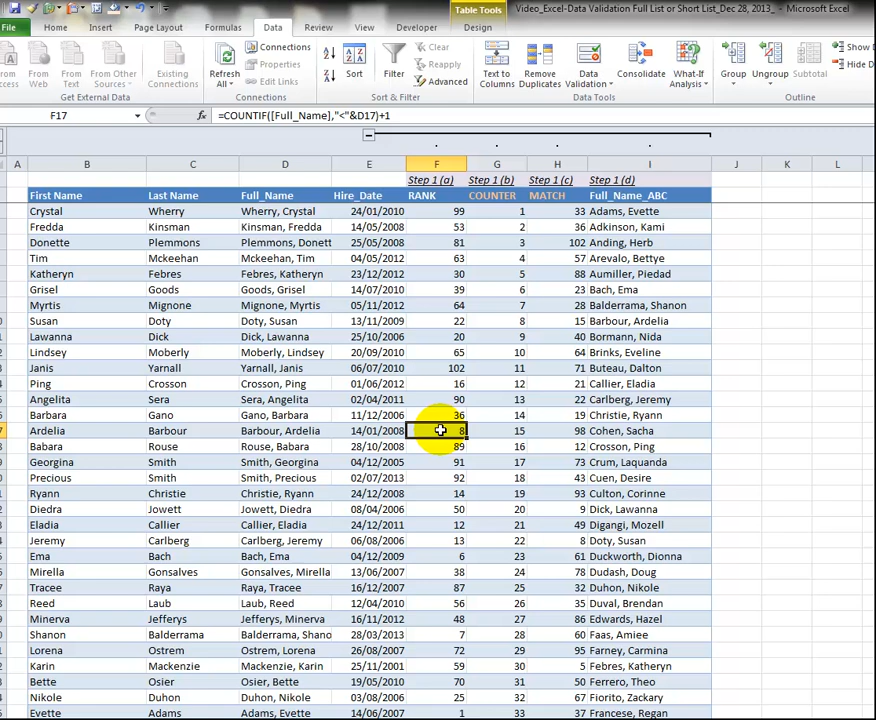 Table Tools
Video_Excel-Data Validation Full List or Short List_Dec 28, 2013_ - Microsoft Excel
File Home Insert Page Layout Formulas Data Review View Developer Design
From Access From Web From Text From Other Sources Existing Connections Refresh All Connections Properties Edit Links Sort Filter Clear Reapply Advanced Text to Columns Remove Duplicates Data Validation Consolidate What-If Analysis Group Ungroup Subtotal Show Hide D
Get External Data Connections Sort & Filter Data Tools Outline
F17 fx =COUNTIF([Full_Name],"<"&D17)+1
A B C D E F G H I J K L
Step 1 (a) Step 1 (b) Step 1 (c) Step 1 (d)
First Name Last Name Full_Name Hire_Date RANK COUNTER MATCH Full_Name_ABC
Crystal Wherry Wherry, Crystal 24/01/2010 99 1 33 Adams, Evette
Fredda Kinsman Kinsman, Fredda 14/05/2008 53 2 36 Adkinson, Kami
Donette Plemmons Plemmons, Donett 25/05/2008 81 3 102 Anding, Herb
Tim Mckeehan Mckeehan, Tim 04/05/2012 63 4 57 Arevalo, Bettye
Katheryn Febres Febres, Katheryn 23/12/2012 30 5 88 Aumiller, Piedad
Grisel Goods Goods, Grisel 14/07/2010 39 6 23 Bach, Ema
Myrtis Mignone Mignone, Myrtis 05/11/2012 64 7 28 Balderrama, Shanon
Susan Doty Doty, Susan 13/11/2009 22 8 15 Barbour, Ardelia
Lawanna Dick Dick, Lawanna 25/10/2006 20 9 40 Bormann, Nida
Lindsey Moberly Moberly, Lindsey 20/09/2010 65 10 64 Brinks, Eveline
Janis Yarnall Yarnall, Janis 06/07/2010 102 11 71 Buteau, Dalton
Ping Crosson Crosson, Ping 01/06/2012 16 12 21 Callier, Eladia
Angelita Sera Sera, Angelita 02/04/2011 90 13 22 Carlberg, Jeremy
Barbara Gano Gano, Barbara 11/12/2006 36 14 19 Christie, Ryann
Ardelia Barbour Barbour, Ardelia 14/01/2008 8 15 98 Cohen, Sacha
Babara Rouse Rouse, Babara 28/10/2008 89 16 12 Crosson, Ping
Georgina Smith Smith, Georgina 04/12/2005 91 17 73 Crum, Laquanda
Precious Smith Smith, Precious 02/07/2013 92 18 43 Cuen, Desire
Ryann Christie Christie, Ryann 24/12/2008 14 19 93 Culton, Corinne
Diedra Jowett Jowett, Diedra 08/04/2006 50 20 9 Dick, Lawanna
Eladia Callier Callier, Eladia 24/12/2011 12 21 49 Digangi, Mozell
Jeremy Carlberg Carlberg, Jeremy 06/08/2006 13 22 8 Doty, Susan
Ema Bach Bach, Ema 04/12/2009 6 23 61 Duckworth, Dionna
Mirella Gonsalves Gonsalves, Mirella 13/06/2007 38 24 78 Dudash, Doug
Tracee Raya Raya, Tracee 16/12/2007 87 25 32 Duhon, Nikole
Reed Laub Laub, Reed 12/04/2010 56 26 35 Duval, Brendan
Minerva Jefferys Jefferys, Minerva 16/11/2012 48 27 86 Edwards, Hazel
Shanon Balderrama Balderrama, Shano 28/03/2013 7 28 60 Faas, Amiee
Lorena Ostrem Ostrem, Lorena 26/08/2007 72 29 95 Farney, Carmina
Karin Mackenzie Mackenzie, Karin 25/11/2001 59 30 5 Febres, Katheryn
Bette Osier Osier, Bette 19/05/2010 70 31 50 Ferrero, Theo
Nikole Duhon Duhon, Nikole 03/08/2006 25 32 67 Fiorito, Zackary
Evette Adams Adams, Evette 14/06/2007 1 33 37 Francese, Regan